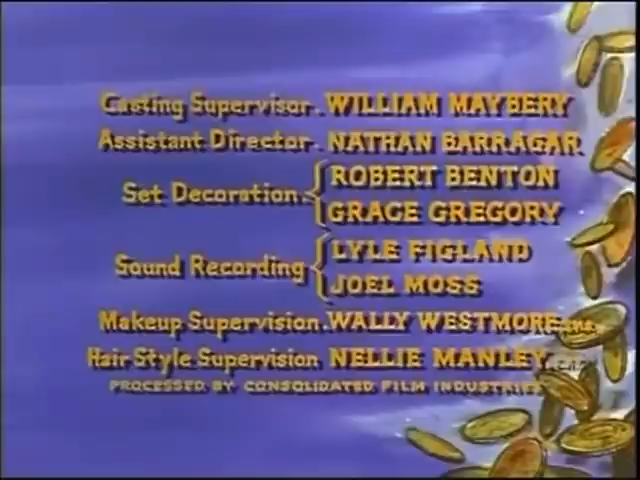 Casting Supervisor. WILLIAM MAYBERY
Assistant Director. NATHAN BARRAGAR
Set Decoration. ROBERT BENTON
GRACE GREGORY
Sound Recording LYLE FIGLAND
JOEL MOSS
Makeup Supervision. WALLY WESTMORE
Hair Style Supervision. NELLIE MANLEY
PROCESSED BY CONSOLIDATED FILM INDUSTRIES